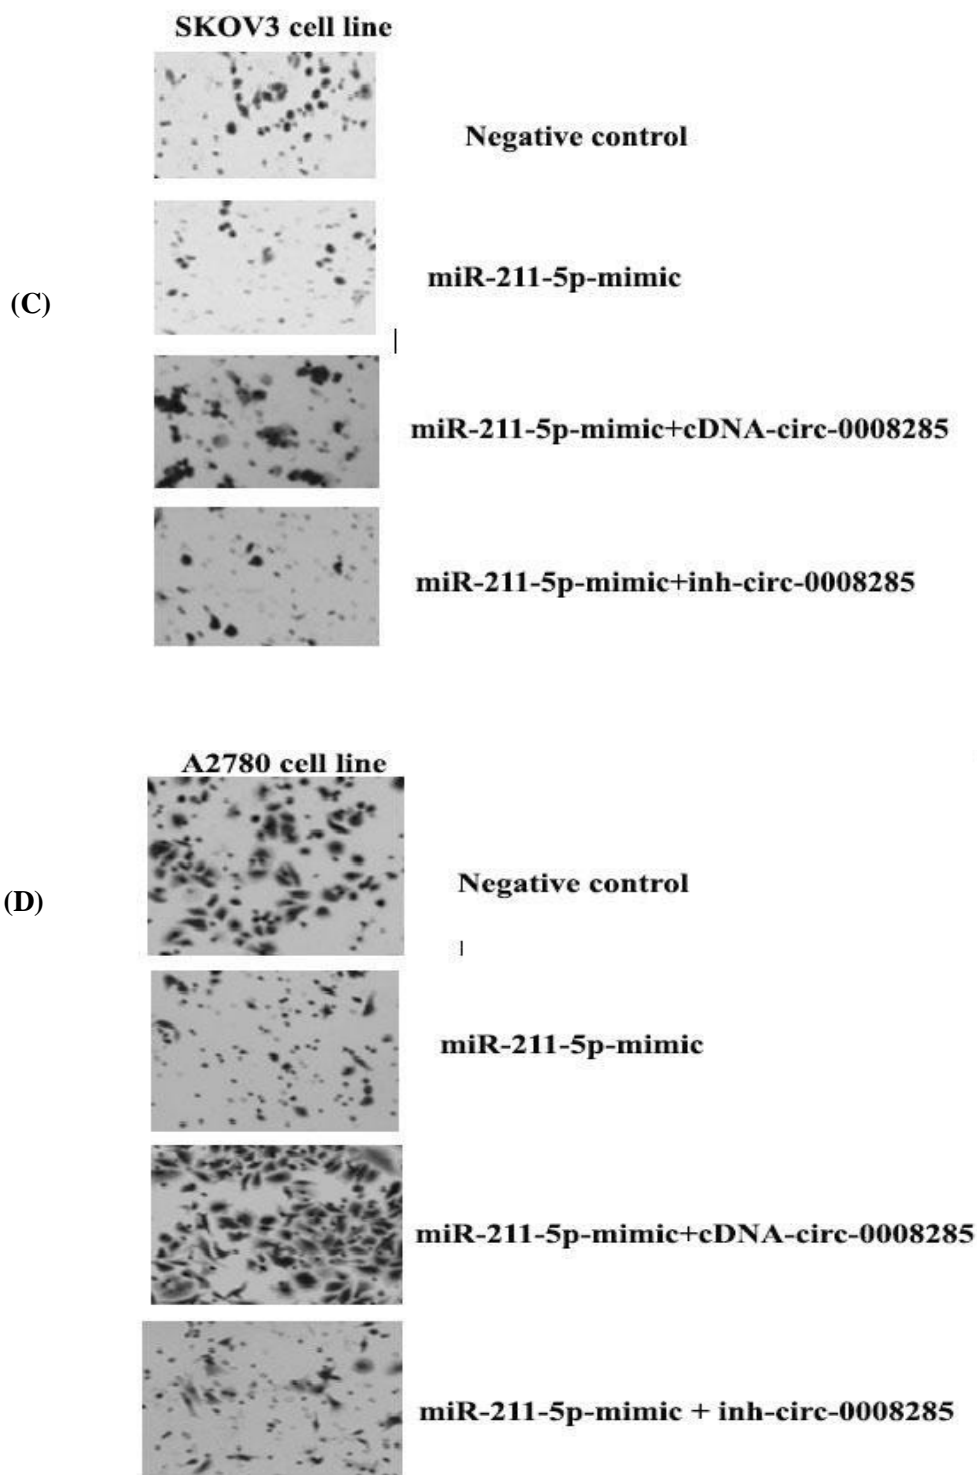 SKOV3 cell line
Negative control
miR-211-5p-mimic
(C)
miR-211-5p-mimic+cDNA-circ-0008285
miR-211-5p-mimic+inh-circ-0008285
A2780 cell line
Negative control
(D)
miR-211-5p-mimic
miR-211-5p-mimic+cDNA-circ-0008285
miR-211-5p-mimic + inh-circ-0008285